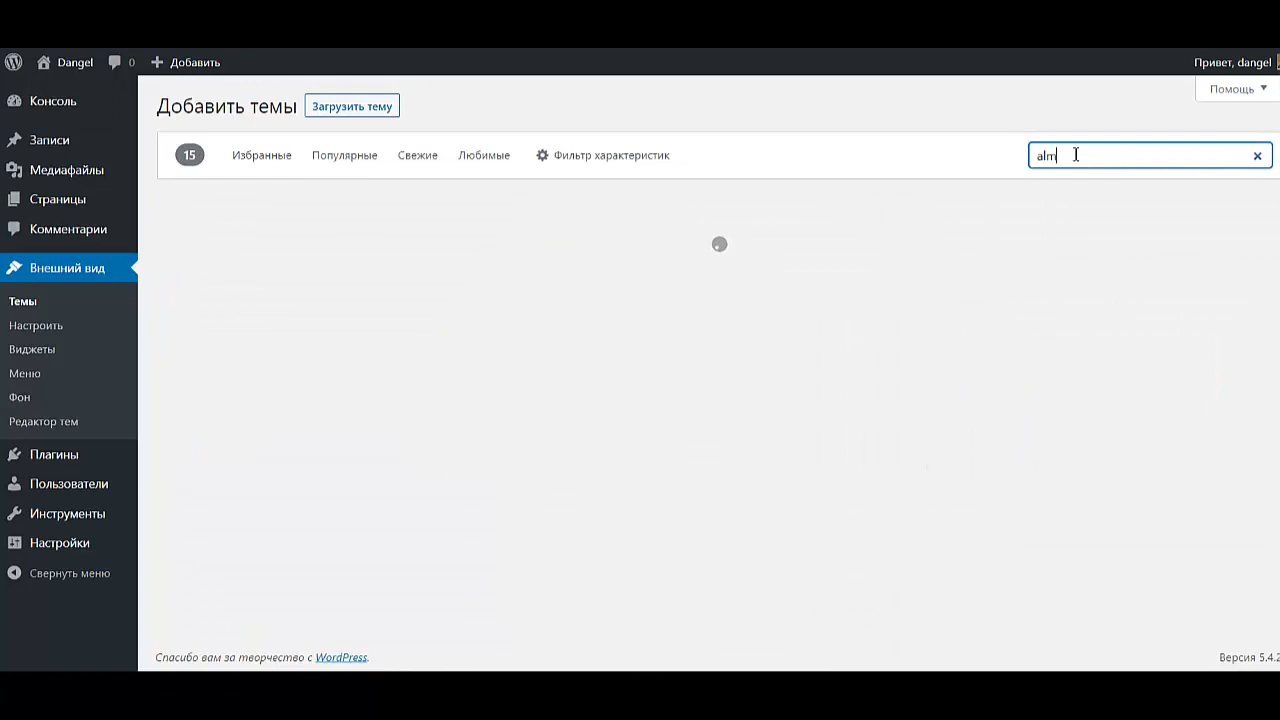 Dangel 0 Добавить Привет, dangel
Помощь
Консоль
Записи
Медиафайлы
Страницы
Комментарии
Внешний вид
Темы
Настроить
Виджеты
Меню
Фон
Редактор тем
Плагины
Пользователи
Инструменты
Настройки
Свернуть меню
Добавить темы Загрузить тему
15 Избранные Популярные Свежие Любимые Фильтр характеристик alm
Спасибо вам за творчество с WordPress. Версия 5.4.2